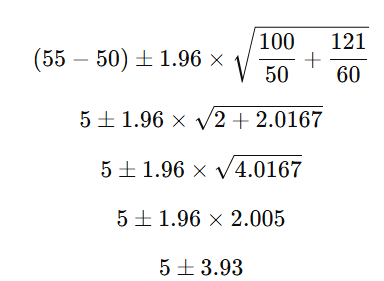 (55 − 50) ± 1.96 × √(100/50 + 121/60)
5 ± 1.96 × √(2 + 2.0167)
5 ± 1.96 × √4.0167
5 ± 1.96 × 2.005
5 ± 3.93